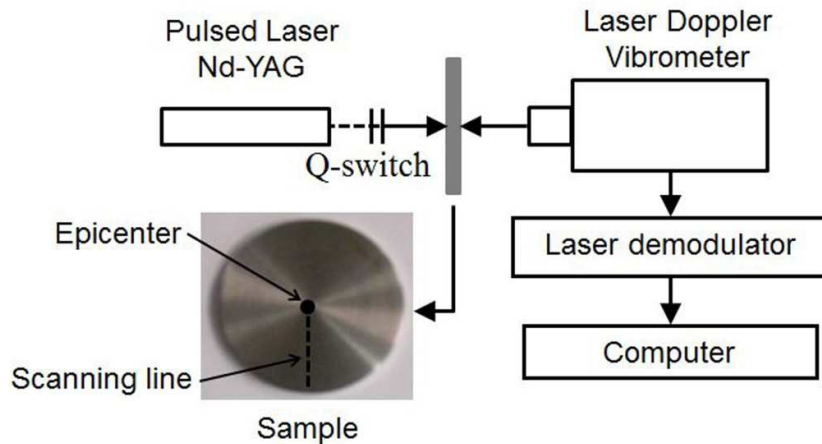 Pulsed Laser
Nd-YAG
Laser Doppler
Vibrometer
Q-switch
Epicenter
Laser demodulator
Scanning line
Computer
Sample